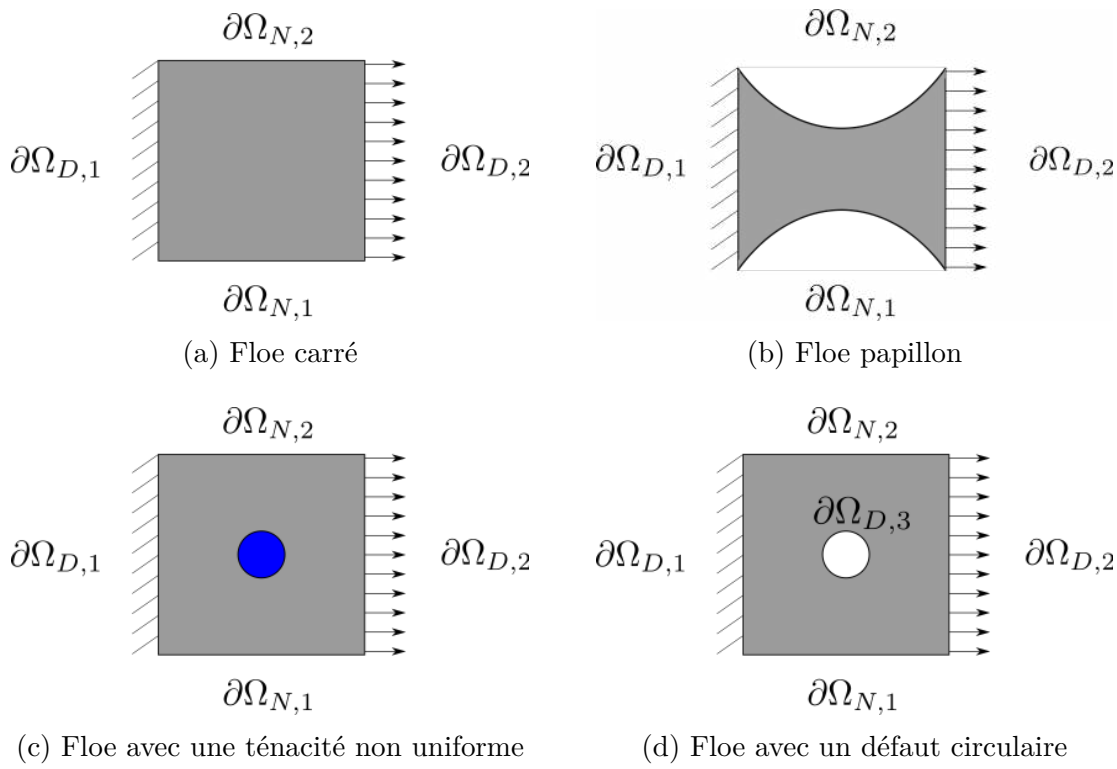 ∂Ω_{N,2}
∂Ω_{D,1}
∂Ω_{D,2}
∂Ω_{N,1}
(a) Floe carré
∂Ω_{N,2}
∂Ω_{D,1}
∂Ω_{D,2}
∂Ω_{N,1}
(b) Floe papillon
∂Ω_{N,2}
∂Ω_{D,1}
∂Ω_{D,2}
∂Ω_{N,1}
(c) Floe avec une ténacité non uniforme
∂Ω_{N,2}
∂Ω_{D,3}
∂Ω_{D,1}
∂Ω_{D,2}
∂Ω_{N,1}
(d) Floe avec un défaut circulaire